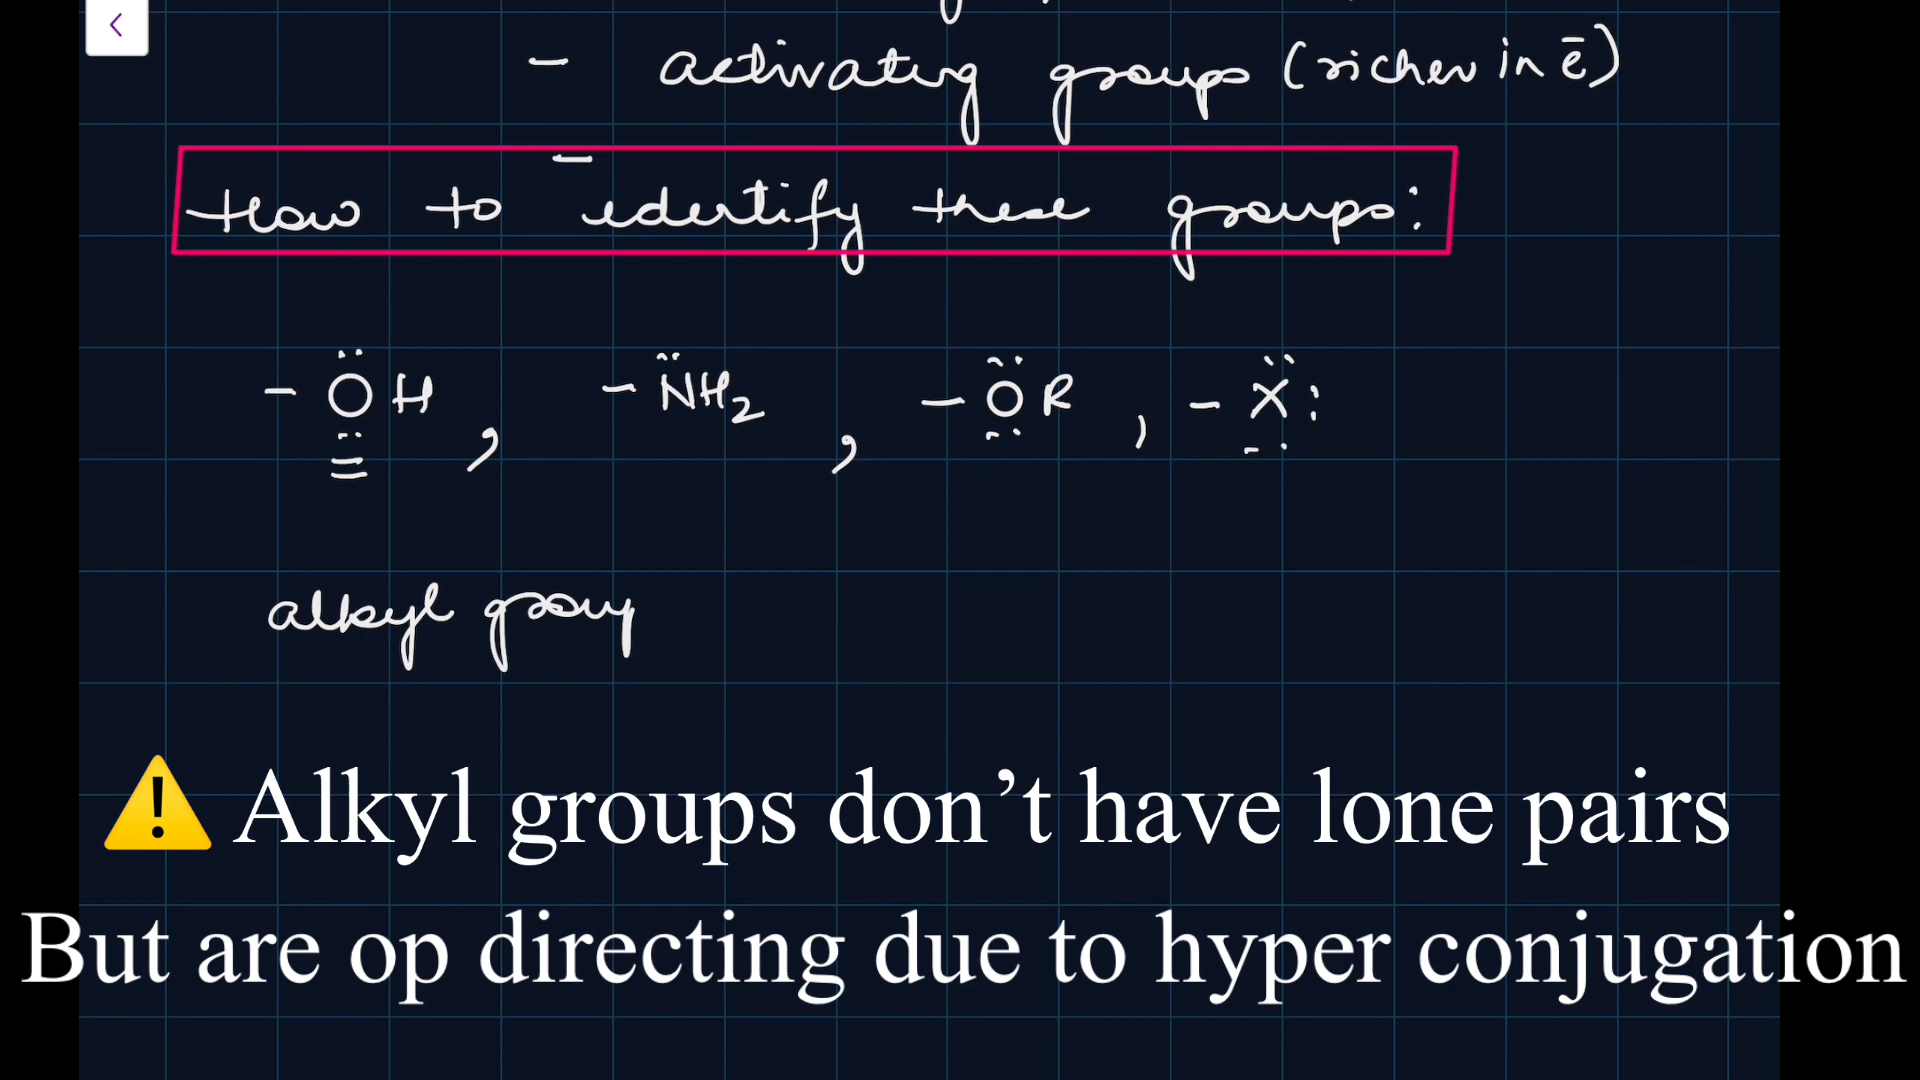 - activating groups (richer in ē)
How to identify these groups:
- ÖH, - N̈H₂, - ÖR, - Ẍ:
alkyl group
⚠️ Alkyl groups don’t have lone pairs
But are op directing due to hyper conjugation